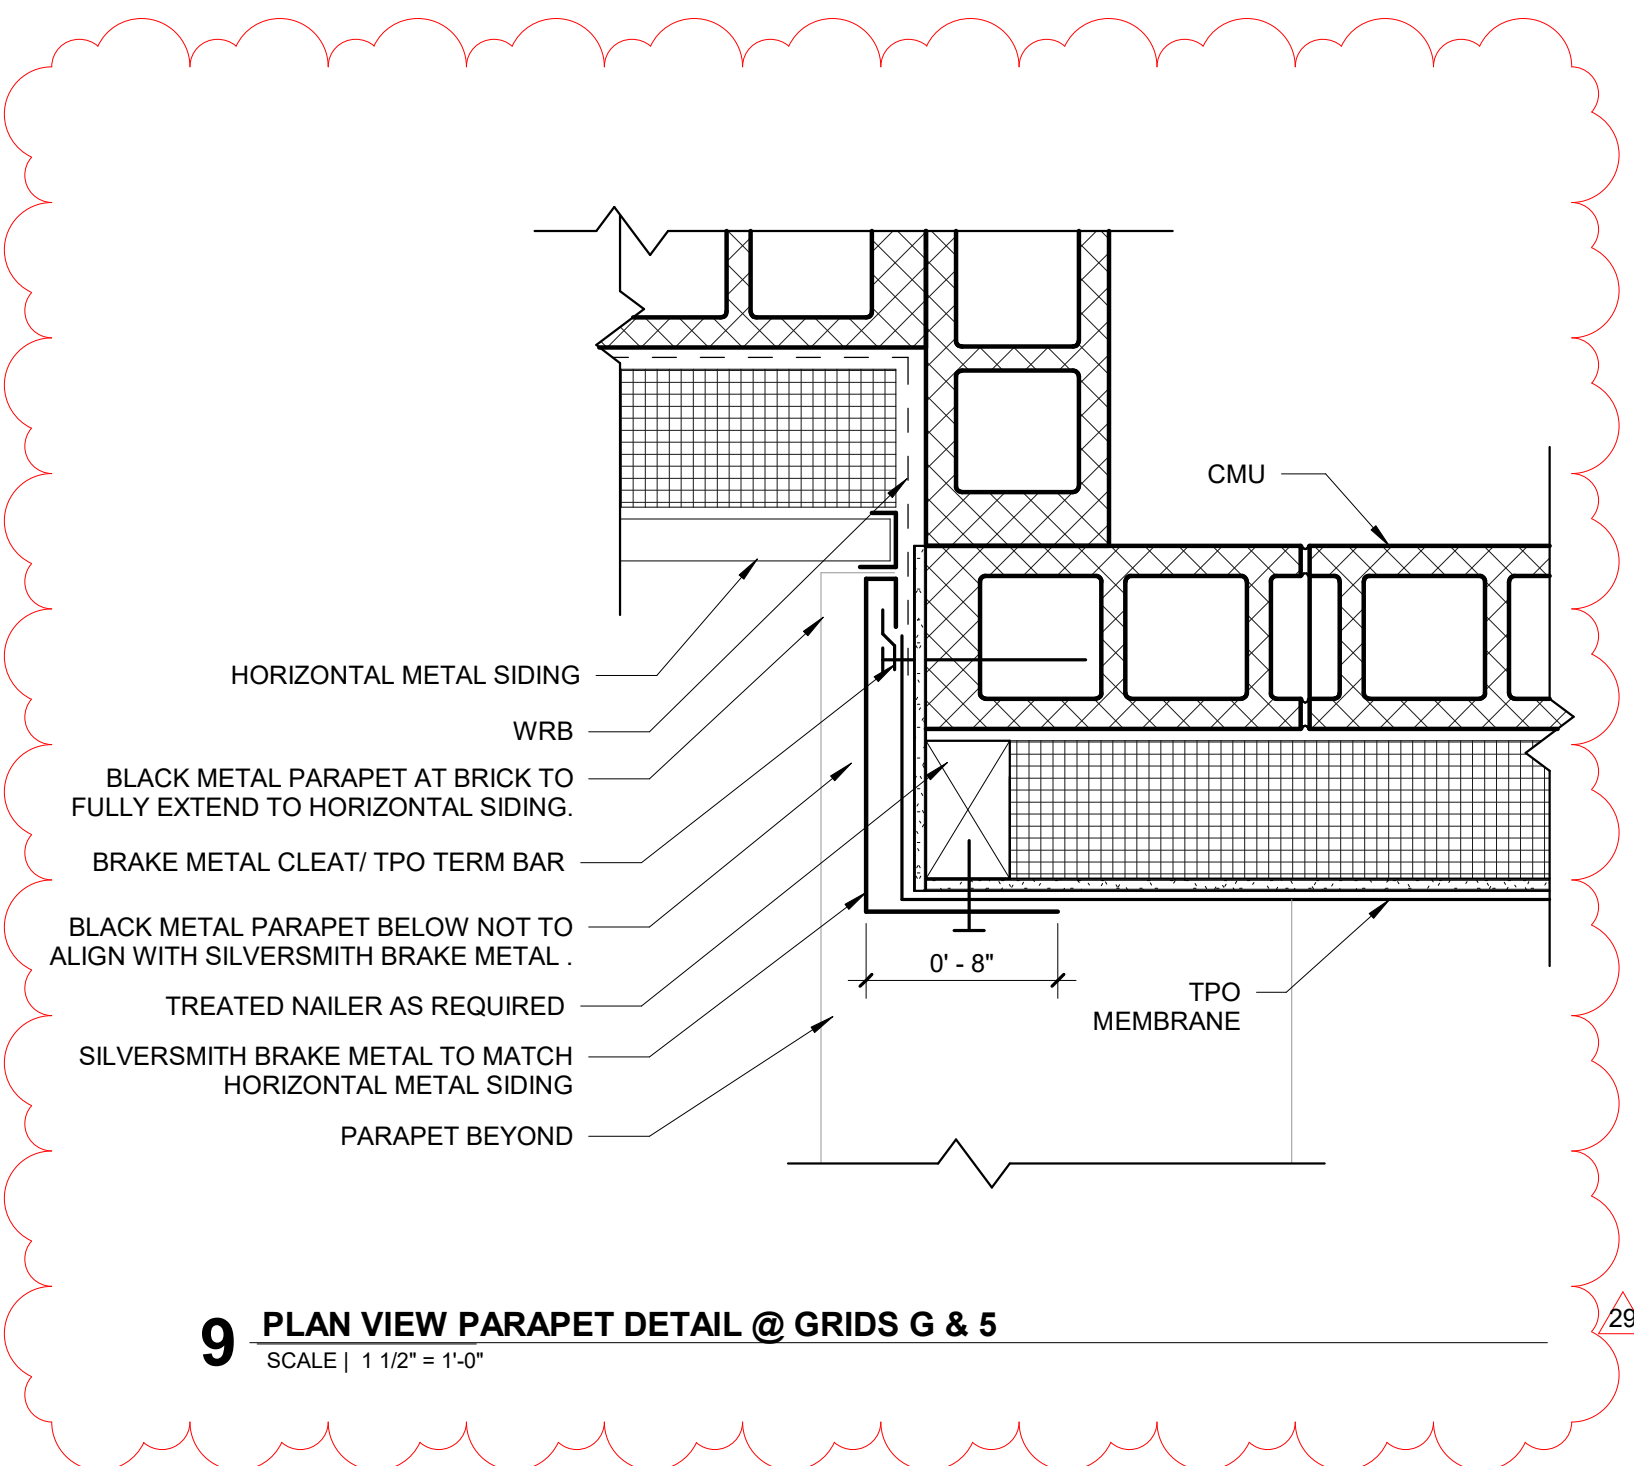 CMU
HORIZONTAL METAL SIDING
WRB
BLACK METAL PARAPET AT BRICK TO
FULLY EXTEND TO HORIZONTAL SIDING.
BRAKE METAL CLEAT/ TPO TERM BAR
BLACK METAL PARAPET BELOW NOT TO
ALIGN WITH SILVERSMITH BRAKE METAL .
0' - 8"
TREATED NAILER AS REQUIRED
TPO
MEMBRANE
SILVERSMITH BRAKE METAL TO MATCH
HORIZONTAL METAL SIDING
PARAPET BEYOND
9 PLAN VIEW PARAPET DETAIL @ GRIDS G & 5
SCALE | 1 1/2" = 1'-0"
29